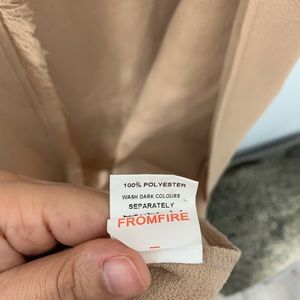 100% POLYESTER
WASH DARK COLOURS
SEPARATELY
FROMFIRE